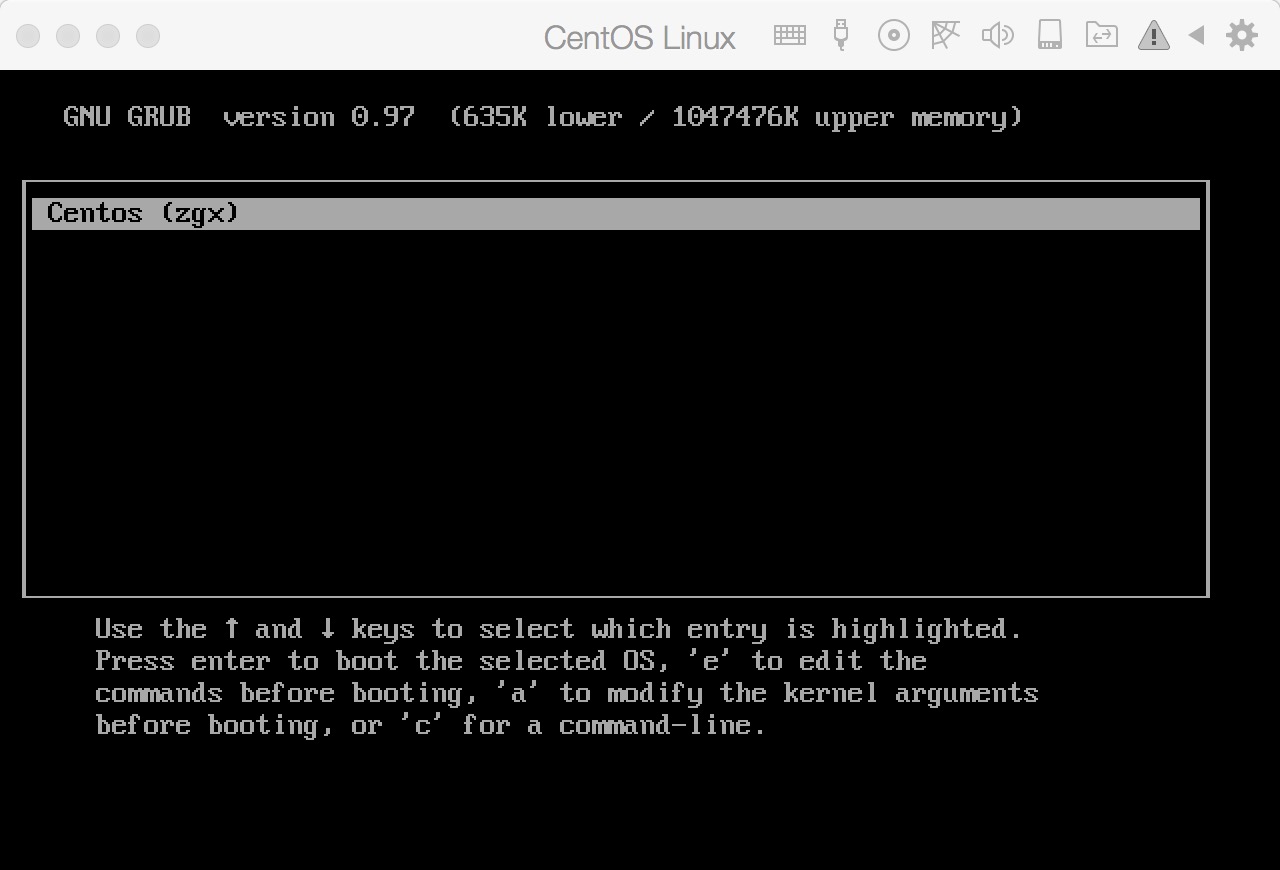 CentOS Linux
GNU GRUB version 0.97 (635K lower / 1047476K upper memory)
Centos (zgx)
Use the ↑ and ↓ keys to select which entry is highlighted.
Press enter to boot the selected OS, 'e' to edit the
commands before booting, 'a' to modify the kernel arguments
before booting, or 'c' for a command-line.